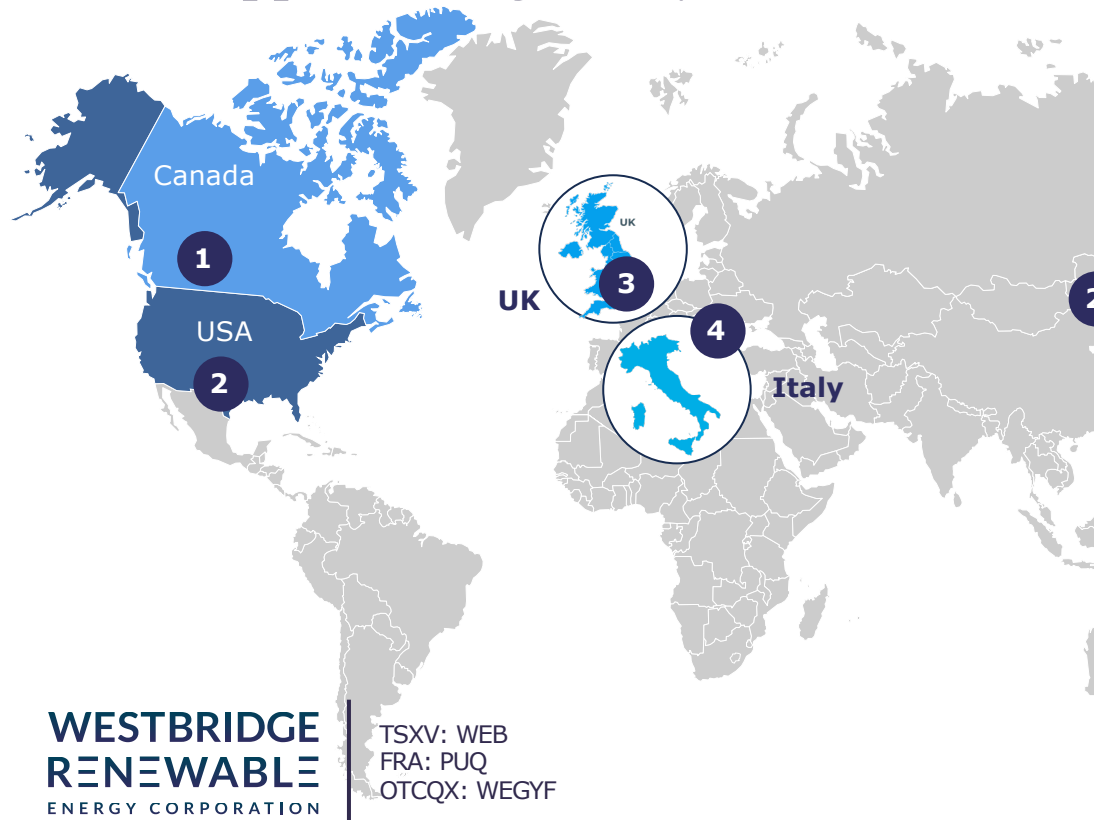 Canada
1
UK
3
UK
USA
4
2
Italy
WESTBRIDGE
RENEWABLE
ENERGY CORPORATION
TSXV: WEB
FRA: PUQ
OTCQX: WEGYF